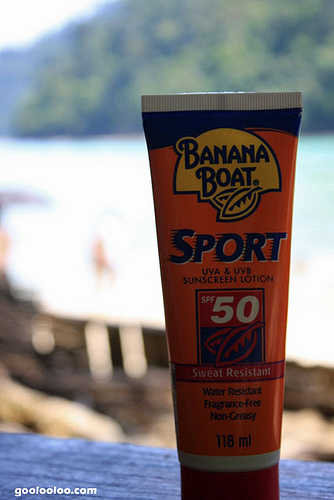 BANANA
BOAT®
SPORT
UVA & UVB
SUNSCREEN LOTION
SPF 50
Sweat Resistant
Water Resistant
Fragrance-Free
Non-Greasy
118 ml
goolooloo.com